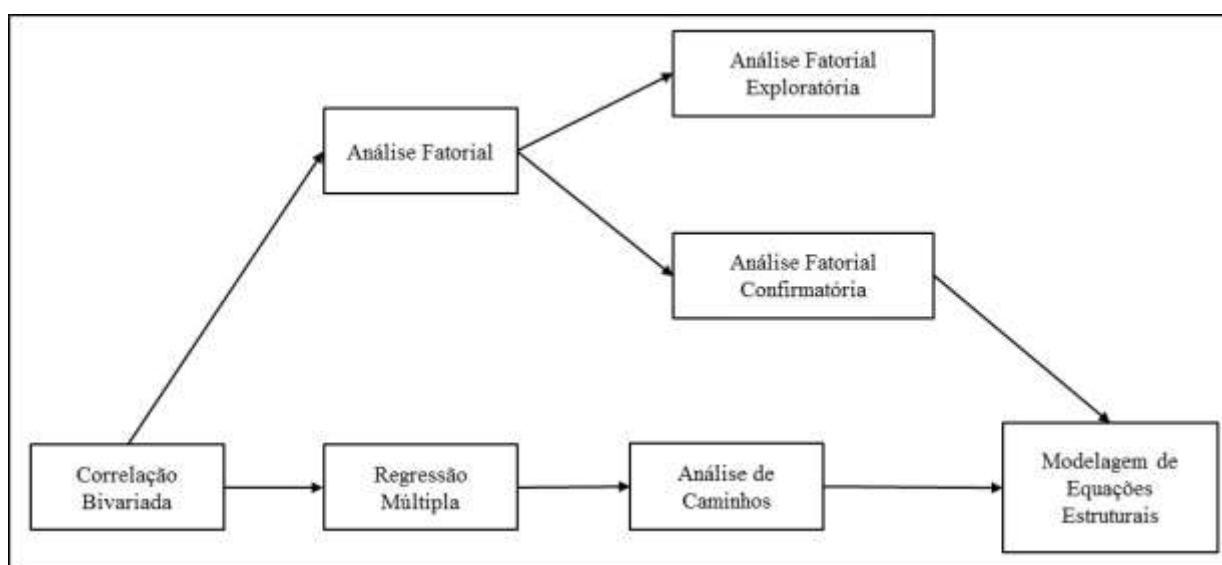 Análise Fatorial
Exploratória
Análise Fatorial
Análise Fatorial
Confirmatória
Correlação
Bivariada
Regressão
Múltipla
Análise de
Caminhos
Modelagem de
Equações
Estruturais